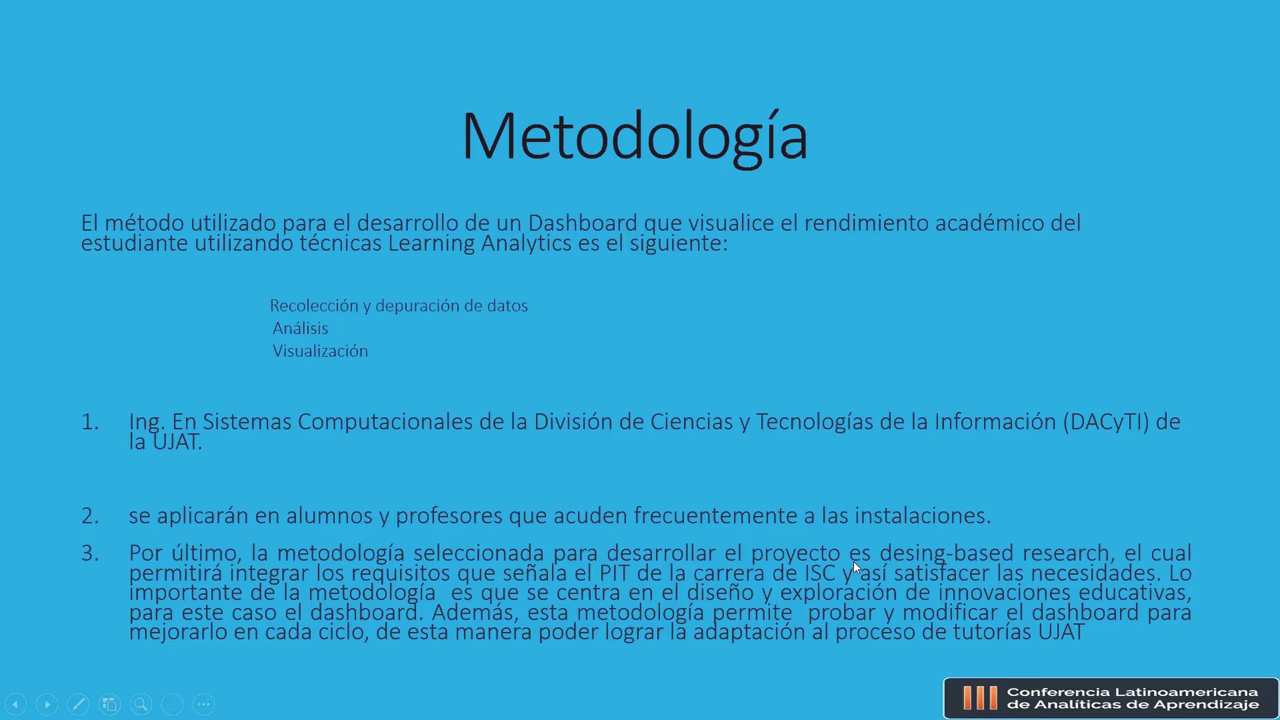 Metodología
El método utilizado para el desarrollo de un Dashboard que visualice el rendimiento académico del
estudiante utilizando técnicas Learning Analytics es el siguiente:
Recolección y depuración de datos
Análisis
Visualización
1. Ing. En Sistemas Computacionales de la División de Ciencias y Tecnologías de la Información (DACyTI) de
la UJAT.
2. se aplicarán en alumnos y profesores que acuden frecuentemente a las instalaciones.
3. Por último, la metodología seleccionada para desarrollar el proyecto es desing-based research, el cual
permitirá integrar los requisitos que señala el PIT de la carrera de ISC y así satisfacer las necesidades. Lo
importante de la metodología es que se centra en el diseño y exploración de innovaciones educativas,
para este caso el dashboard. Además, esta metodología permite probar y modificar el dashboard para
mejorarlo en cada ciclo, de esta manera poder lograr la adaptación al proceso de tutorías UJAT
Conferencia Latinoamericana
de Analíticas de Aprendizaje